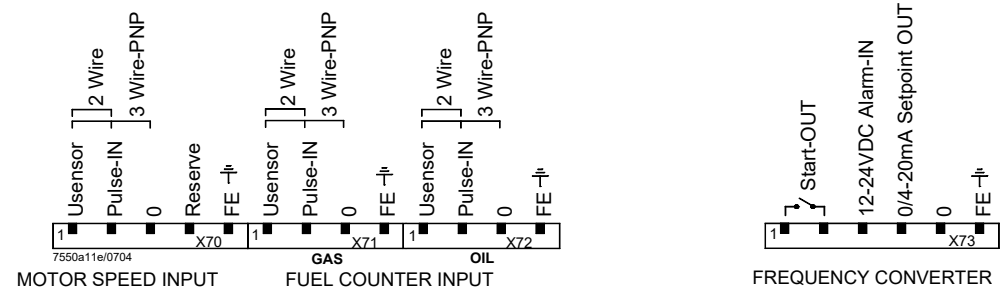 2 Wire
3 Wire-PNP
2 Wire
3 Wire-PNP
2 Wire
3 Wire-PNP
Usensor
Pulse-IN
0
Reserve
FE
Usensor
Pulse-IN
0
FE
Usensor
Pulse-IN
0
FE
Start-OUT
12-24VDC Alarm-IN
0/4-20mA Setpoint OUT
0
FE
1
X70
1
X71
1
X72
1
X73
7550a11e/0704
GAS
OIL
MOTOR SPEED INPUT
FUEL COUNTER INPUT
FREQUENCY CONVERTER